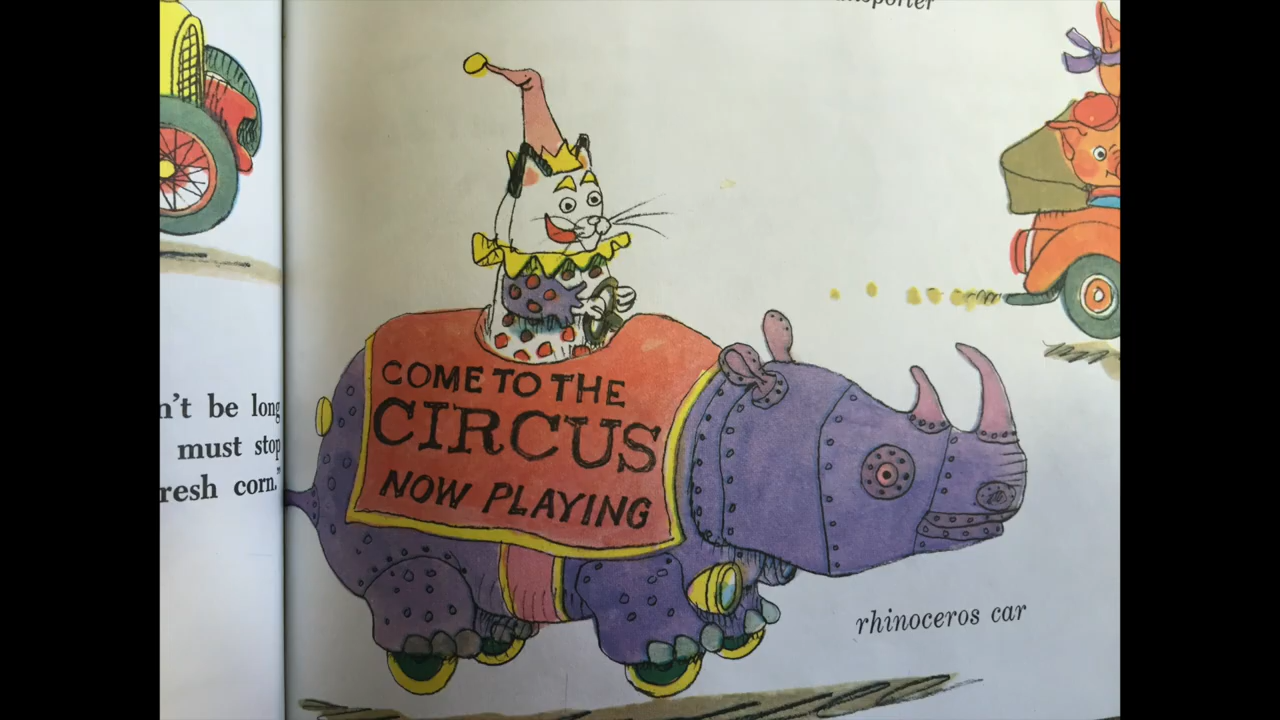 n't be long
must stop
resh corn."
COME TO THE
CIRCUS
NOW PLAYING
rhinoceros car